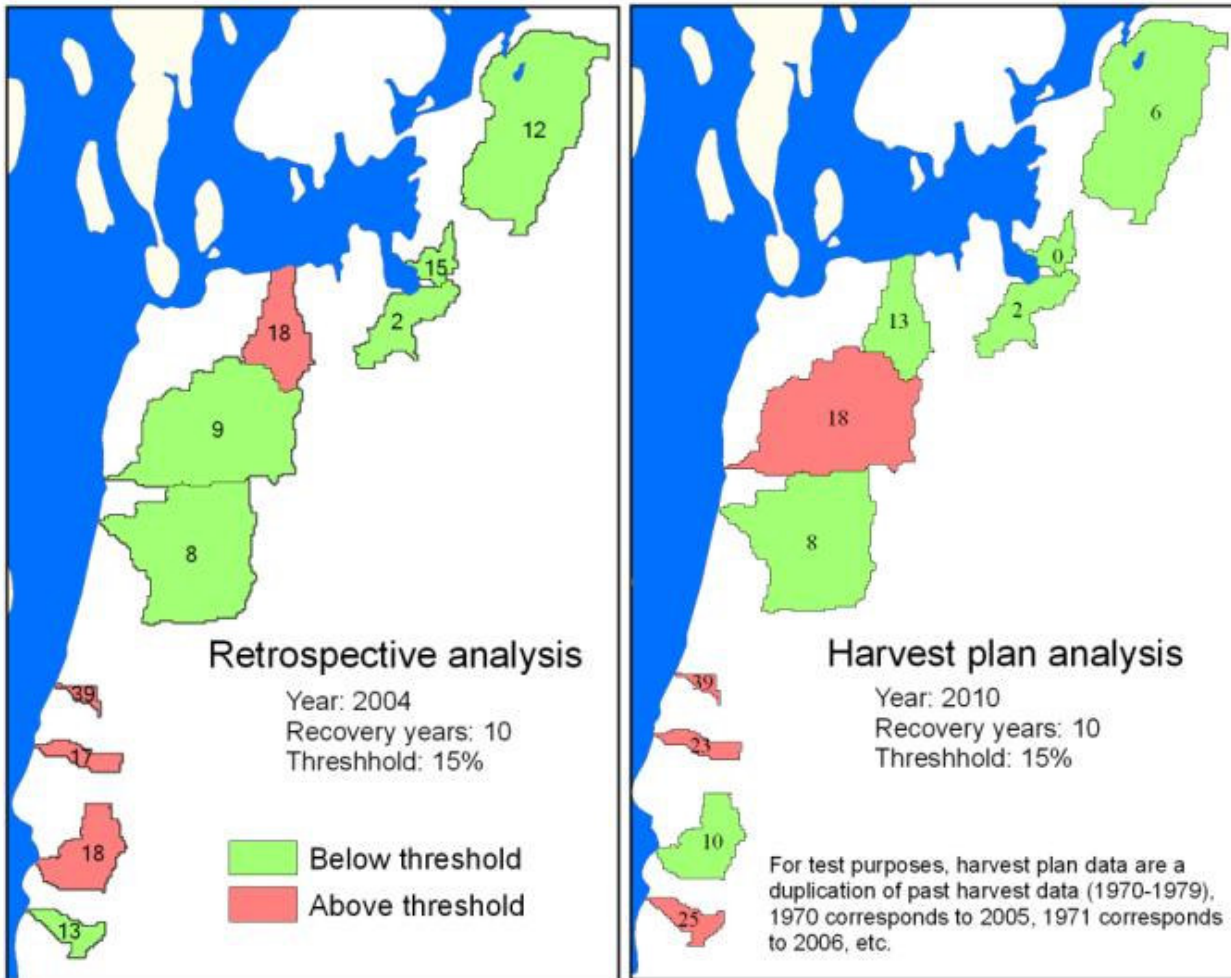 12
15
2
18
9
8
Retrospective analysis
Year: 2004
Recovery years: 10
Threshhold: 15%
39
17
18
13
Below threshold
Above threshold
6
0
2
13
18
8
Harvest plan analysis
Year: 2010
Recovery years: 10
Threshhold: 15%
39
23
10
25
For test purposes, harvest plan data are a
duplication of past harvest data (1970-1979),
1970 corresponds to 2005, 1971 corresponds
to 2006, etc.